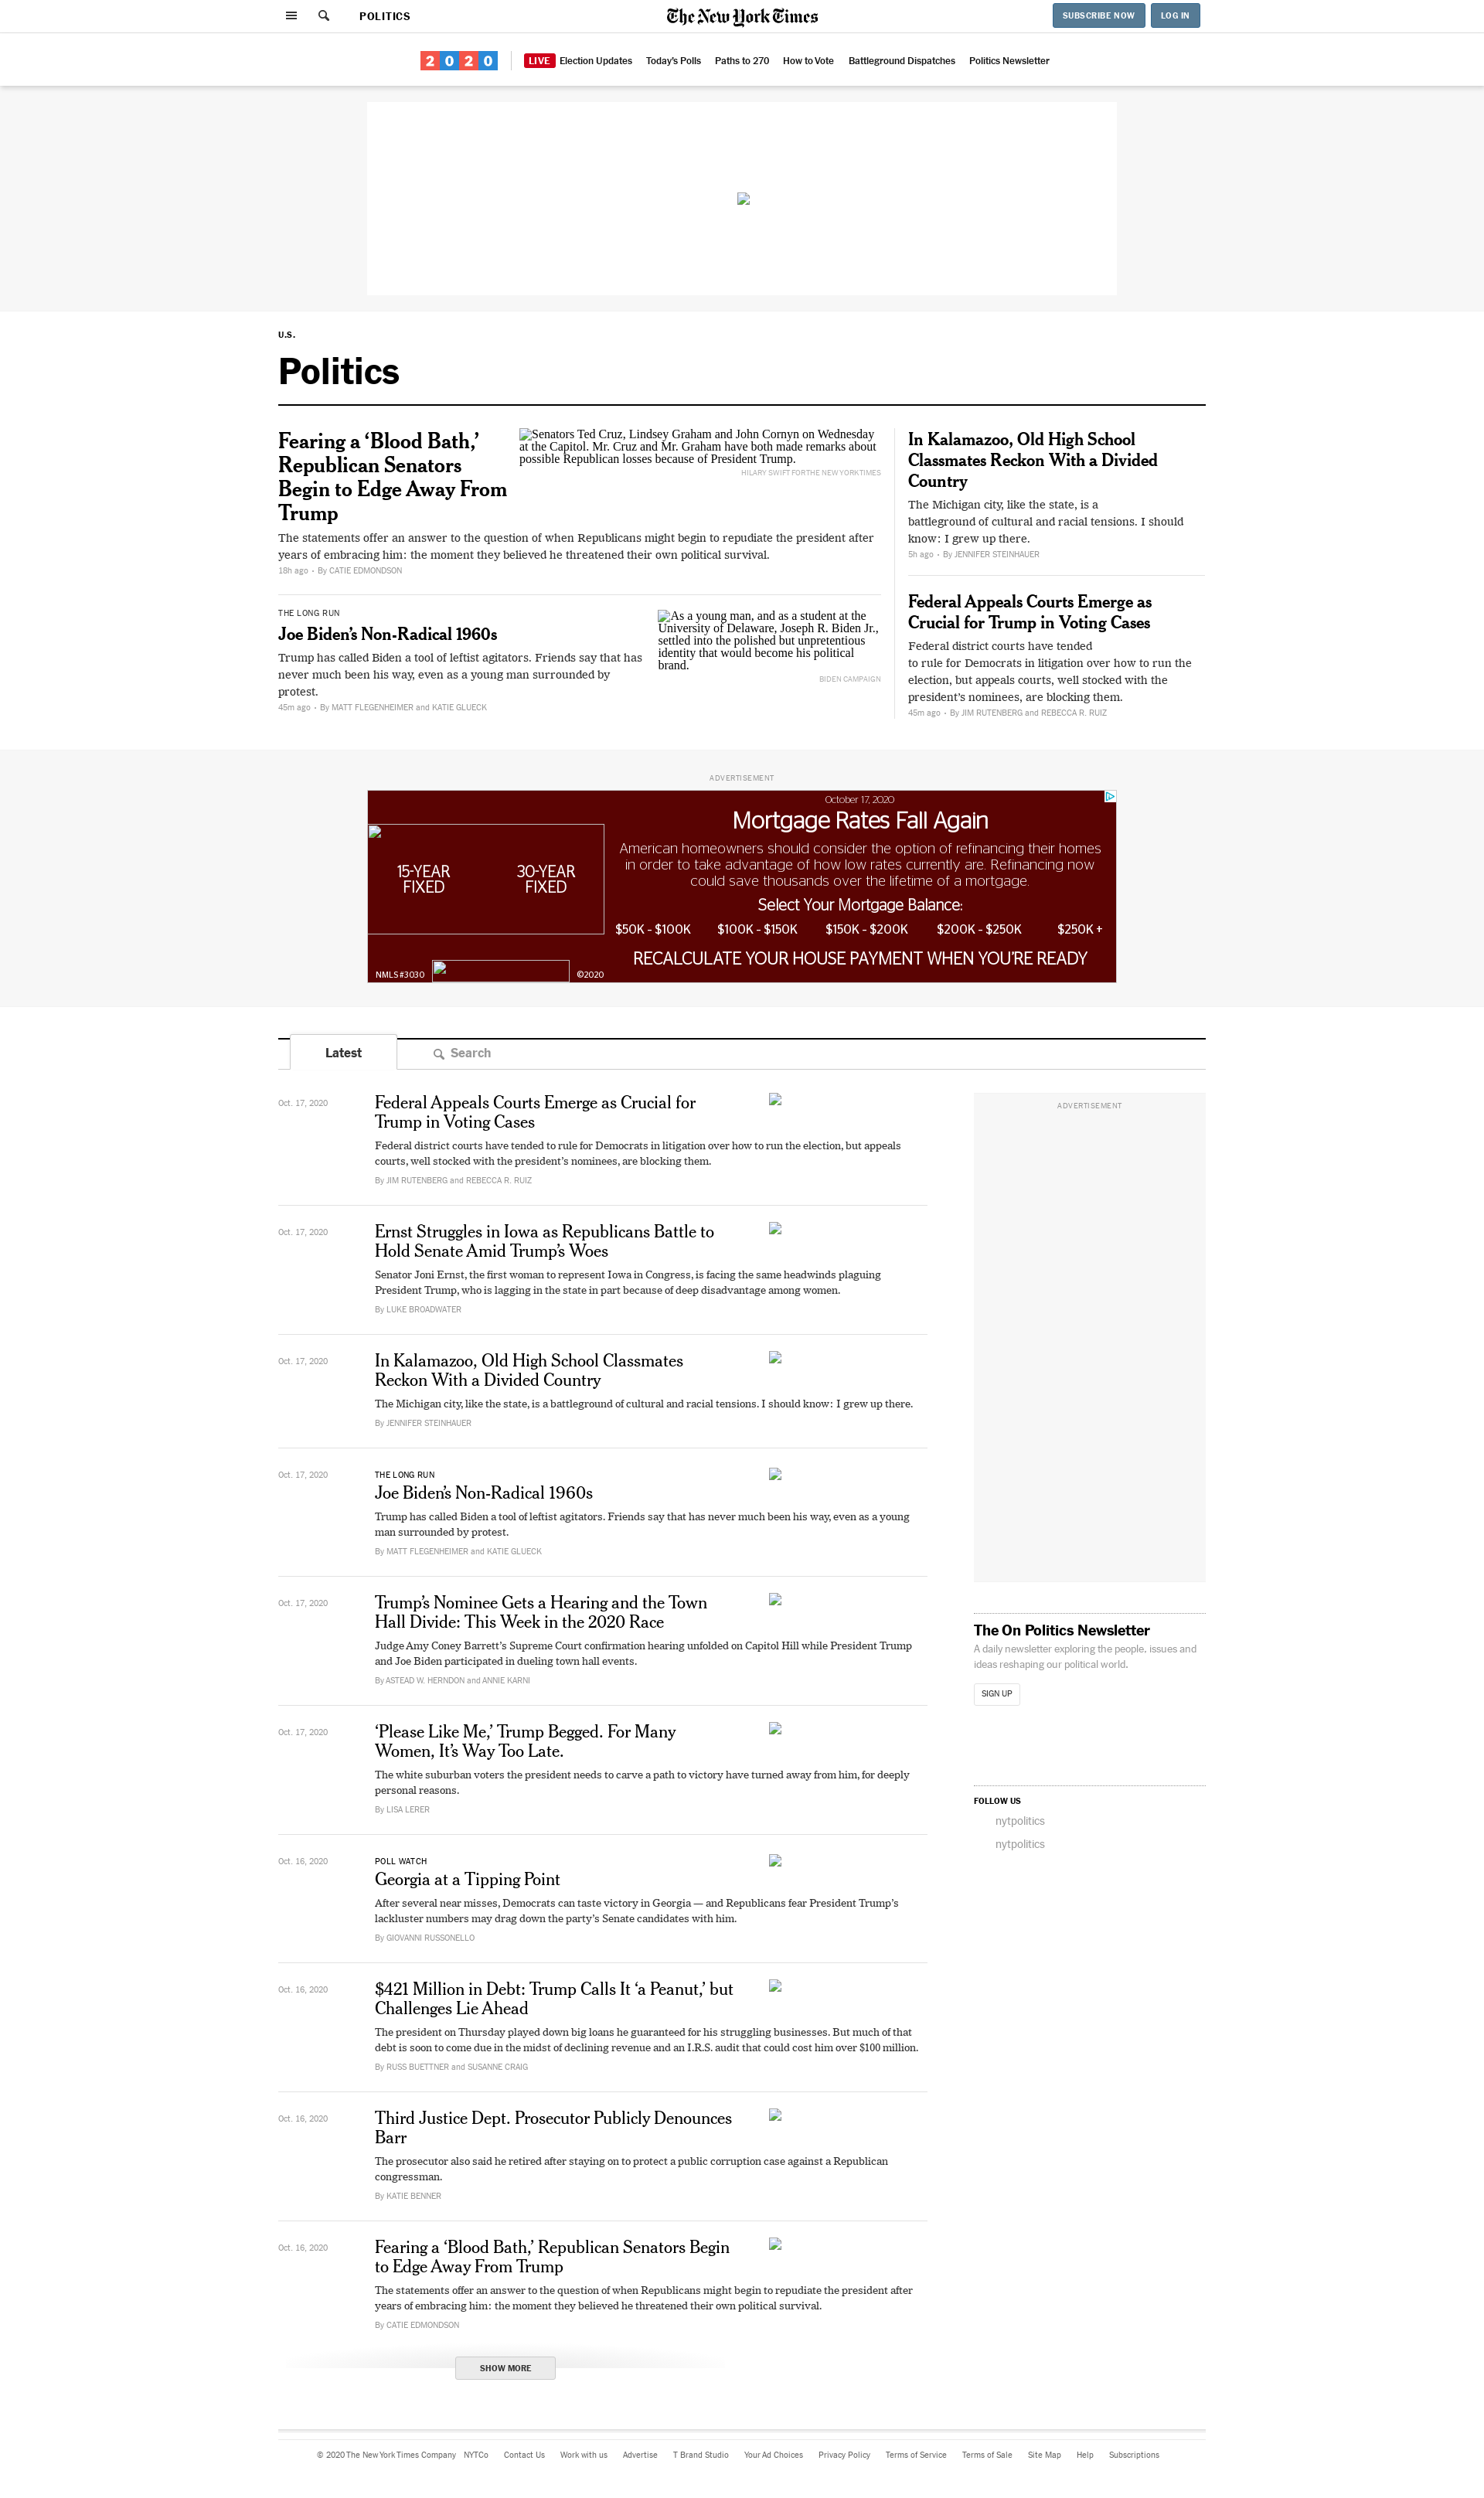 POLITICS
The New York Times
SUBSCRIBE NOW
LOG IN
2020
LIVE Election Updates
Today's Polls
Paths to 270
How to Vote
Battleground Dispatches
Politics Newsletter
U.S.
Politics
Fearing a ‘Blood Bath,’
Republican Senators
Begin to Edge Away From
Trump
Senators Ted Cruz, Lindsey Graham and John Cornyn on Wednesday
at the Capitol. Mr. Cruz and Mr. Graham have both made remarks about
possible Republican losses because of President Trump.
HILARY SWIFT FOR THE NEW YORK TIMES
The statements offer an answer to the question of when Republicans might begin to repudiate the president after
years of embracing him: the moment they believed he threatened their own political survival.
18h ago • By CATIE EDMONDSON
THE LONG RUN
Joe Biden’s Non-Radical 1960s
Trump has called Biden a tool of leftist agitators. Friends say that has
never much been his way, even as a young man surrounded by
protest.
45m ago • By MATT FLEGENHEIMER and KATIE GLUECK
As a young man, and as a student at the
University of Delaware, Joseph R. Biden Jr.,
settled into the polished but unpretentious
identity that would become his political
brand.
BIDEN CAMPAIGN
In Kalamazoo, Old High School
Classmates Reckon With a Divided
Country
The Michigan city, like the state, is a
battleground of cultural and racial tensions. I should
know: I grew up there.
5h ago • By JENNIFER STEINHAUER
Federal Appeals Courts Emerge as
Crucial for Trump in Voting Cases
Federal district courts have tended
to rule for Democrats in litigation over how to run the
election, but appeals courts, well stocked with the
president’s nominees, are blocking them.
45m ago • By JIM RUTENBERG and REBECCA R. RUIZ
ADVERTISEMENT
October 17, 2020
Mortgage Rates Fall Again
American homeowners should consider the option of refinancing their homes
in order to take advantage of how low rates currently are. Refinancing now
could save thousands over the lifetime of a mortgage.
Select Your Mortgage Balance:
$50K - $100K
$100K - $150K
$150K - $200K
$200K - $250K
$250K +
RECALCULATE YOUR HOUSE PAYMENT WHEN YOU'RE READY
15-YEAR
FIXED
30-YEAR
FIXED
NMLS#3030
©2020
Latest
Search
Oct. 17, 2020
Federal Appeals Courts Emerge as Crucial for
Trump in Voting Cases
Federal district courts have tended to rule for Democrats in litigation over how to run the election, but appeals
courts, well stocked with the president’s nominees, are blocking them.
By JIM RUTENBERG and REBECCA R. RUIZ
Oct. 17, 2020
Ernst Struggles in Iowa as Republicans Battle to
Hold Senate Amid Trump’s Woes
Senator Joni Ernst, the first woman to represent Iowa in Congress, is facing the same headwinds plaguing
President Trump, who is lagging in the state in part because of deep disadvantage among women.
By LUKE BROADWATER
Oct. 17, 2020
In Kalamazoo, Old High School Classmates
Reckon With a Divided Country
The Michigan city, like the state, is a battleground of cultural and racial tensions. I should know: I grew up there.
By JENNIFER STEINHAUER
Oct. 17, 2020
THE LONG RUN
Joe Biden’s Non-Radical 1960s
Trump has called Biden a tool of leftist agitators. Friends say that has never much been his way, even as a young
man surrounded by protest.
By MATT FLEGENHEIMER and KATIE GLUECK
Oct. 17, 2020
Trump’s Nominee Gets a Hearing and the Town
Hall Divide: This Week in the 2020 Race
Judge Amy Coney Barrett’s Supreme Court confirmation hearing unfolded on Capitol Hill while President Trump
and Joe Biden participated in dueling town hall events.
By ASTEAD W. HERNDON and ANNIE KARNI
Oct. 17, 2020
‘Please Like Me,’ Trump Begged. For Many
Women, It’s Way Too Late.
The white suburban voters the president needs to carve a path to victory have turned away from him, for deeply
personal reasons.
By LISA LERER
Oct. 16, 2020
POLL WATCH
Georgia at a Tipping Point
After several near misses, Democrats can taste victory in Georgia — and Republicans fear President Trump’s
lackluster numbers may drag down the party’s Senate candidates with him.
By GIOVANNI RUSSONELLO
Oct. 16, 2020
$421 Million in Debt: Trump Calls It ‘a Peanut,’ but
Challenges Lie Ahead
The president on Thursday played down big loans he guaranteed for his struggling businesses. But much of that
debt is soon to come due in the midst of declining revenue and an I.R.S. audit that could cost him over $100 million.
By RUSS BUETTNER and SUSANNE CRAIG
Oct. 16, 2020
Third Justice Dept. Prosecutor Publicly Denounces
Barr
The prosecutor also said he retired after staying on to protect a public corruption case against a Republican
congressman.
By KATIE BENNER
Oct. 16, 2020
Fearing a ‘Blood Bath,’ Republican Senators Begin
to Edge Away From Trump
The statements offer an answer to the question of when Republicans might begin to repudiate the president after
years of embracing him: the moment they believed he threatened their own political survival.
By CATIE EDMONDSON
SHOW MORE
ADVERTISEMENT
The On Politics Newsletter
A daily newsletter exploring the people, issues and
ideas reshaping our political world.
SIGN UP
FOLLOW US
nytpolitics
nytpolitics
© 2020 The New York Times Company
NYTCo
Contact Us
Work with us
Advertise
T Brand Studio
Your Ad Choices
Privacy Policy
Terms of Service
Terms of Sale
Site Map
Help
Subscriptions